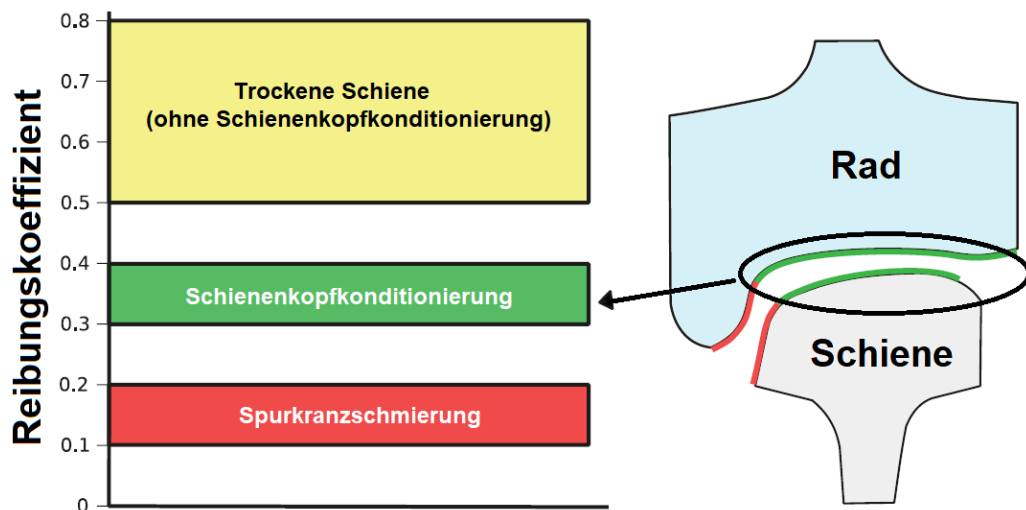 Reibungskoeffizient
0.8
0.7
0.6
0.5
0.4
0.3
0.2
0.1
0
Trockene Schiene
(ohne Schienenkopfkonditionierung)
Schienenkopfkonditionierung
Spurkranzschmierung
Rad
Schiene